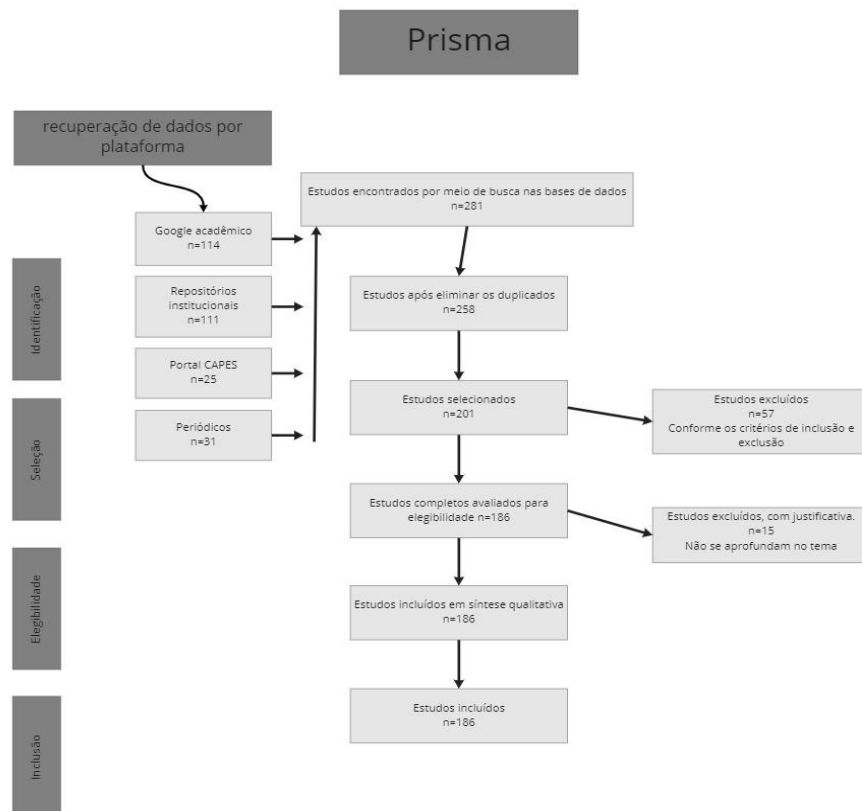 Prisma
recuperação de dados por
plataforma
Estudos encontrados por meio de busca nas bases de dados
n=281
Google acadêmico
n=114
Identificação
Repositórios
institucionais
n=111
Estudos após eliminar os duplicados
n=258
Portal CAPES
n=25
Seleção
Periódicos
n=31
Estudos selecionados
n=201
Estudos excluídos
n=57
Conforme os critérios de inclusão e
exclusão
Estudos completos avaliados para
elegibilidade n=186
Estudos excluídos, com justificativa.
n=15
Não se aprofundam no tema
Elegibilidade
Estudos incluídos em síntese qualitativa
n=186
Inclusão
Estudos incluídos
n=186